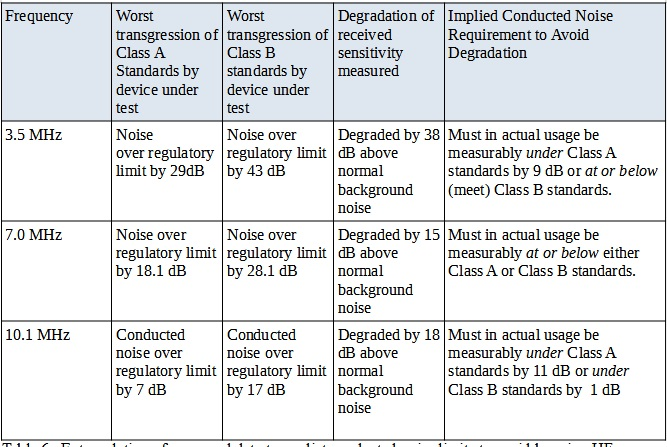 Frequency
Worst
transgression of
Class A
Standards by
device under
test
Worst
transgression of
Class B
standards by
device under
test
Degradation of
received
sensitivity
measured
Implied Conducted Noise
Requirement to Avoid
Degradation
3.5 MHz
Noise
over regulatory
limit by 29dB
Noise over
regulatory limit
by 43 dB
Degraded by 38
dB above
normal
background
noise
Must in actual usage be
measurably under Class A
standards by 9 dB or at or below
(meet) Class B standards.
7.0 MHz
Noise over
regulatory limit
by 18.1 dB
Noise over
regulatory limit
by 28.1 dB
Degraded by 15
dB above
normal
background
noise
Must in actual usage be
measurably at or below either
Class A or Class B standards.
10.1 MHz
Conducted
noise over
regulatory limit
by 7 dB
Conducted
noise over
regulatory limit
by 17 dB
Degraded by 18
dB above
normal
background
noise
Must in actual usage be
measurably under Class A
standards by 11 dB or under
Class B standards by 1 dB